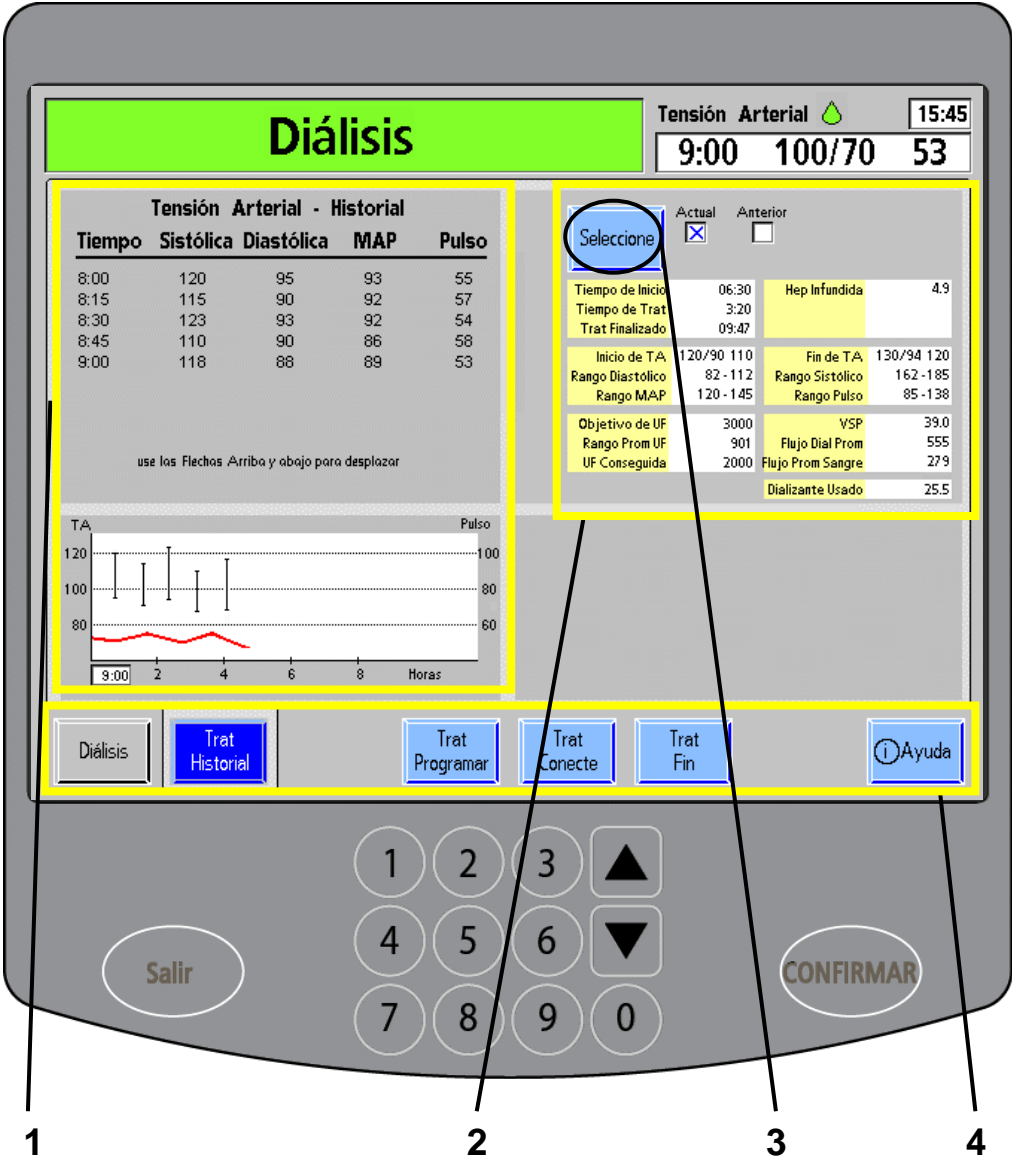 Diálisis
Tensión Arterial
15:45
9:00 100/70 53
Tensión Arterial - Historial
Tiempo Sistólica Diastólica MAP Pulso
8:00 120 95 93 55
8:15 115 90 92 57
8:30 123 93 92 54
8:45 110 90 86 58
9:00 118 88 89 53
use las Flechas Arriba y abajo para desplazar
TA Pulso
120 100
100 80
80 60
9:00 2 4 6 8 Horas
Seleccione
Actual Anterior
Tiempo de Inicio 06:30 Hep Infundida 4.9
Tiempo de Trat 3:20
Trat Finalizado 09:47
Inicio de TA 120/90 110 Fin de TA 130/94 120
Rango Diastólico 82-112 Rango Sistólico 162-185
Rango MAP 120-145 Rango Pulso 85-138
Objetivo de UF 3000 VSP 39.0
Rango Prom UF 901 Flujo Dial Prom 555
UF Conseguida 2000 Flujo Prom Sangre 279
Dializante Usado 25.5
Diálisis
Trat
Historial
Trat
Programar
Trat
Conecte
Trat
Fin
i Ayuda
1 2 3
4 5 6
7 8 9 0
Salir
CONFIRMAR
1 2 3 4